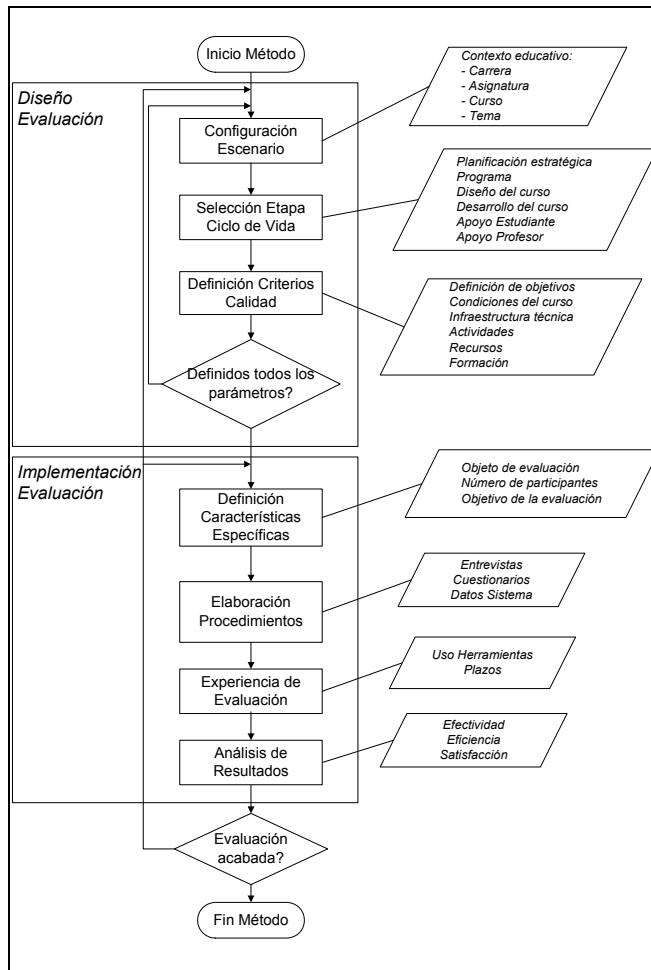 Inicio Método
Contexto educativo:
- Carrera
- Asignatura
- Curso
- Tema
Diseño
Evaluación
Configuración
Escenario
Planificación estratégica
Programa
Diseño del curso
Desarrollo del curso
Apoyo Estudiante
Apoyo Profesor
Selección Etapa
Ciclo de Vida
Definición Criterios
Calidad
Definición de objetivos
Condiciones del curso
Infraestructura técnica
Actividades
Recursos
Formación
Definidos todos los
parámetros?
Implementación
Evaluación
Definición
Características
Específicas
Objeto de evaluación
Número de participantes
Objetivo de la evaluación
Elaboración
Procedimientos
Entrevistas
Cuestionarios
Datos Sistema
Experiencia de
Evaluación
Uso Herramientas
Plazos
Análisis de
Resultados
Efectividad
Eficiencia
Satisfacción
Evaluación
acabada?
Fin Método